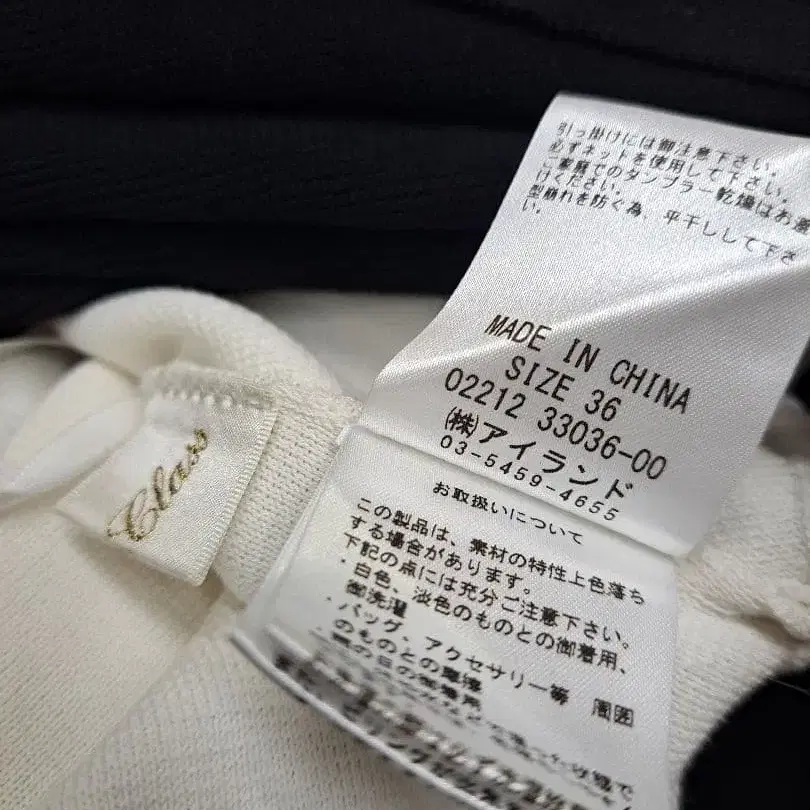 引っ掛けには御注意下さい。
必ずネットを使用して下さい。
ご家庭でのタンブラー乾燥はお
けください。
型崩れを防ぐ為、平干しして下さ
い。
MADE IN CHINA
SIZE 36
02212 33036-00
㈱アイランド
03-5459-4655
Class
お取扱いについて
この製品は、素材の特性上色落ち
する場合があります。
下記の点には充分ご注意下さい。
・白色、淡色のものとの御着用、
御洗濯
・バッグ、アクセサリー等 周囲
のものとの摩擦